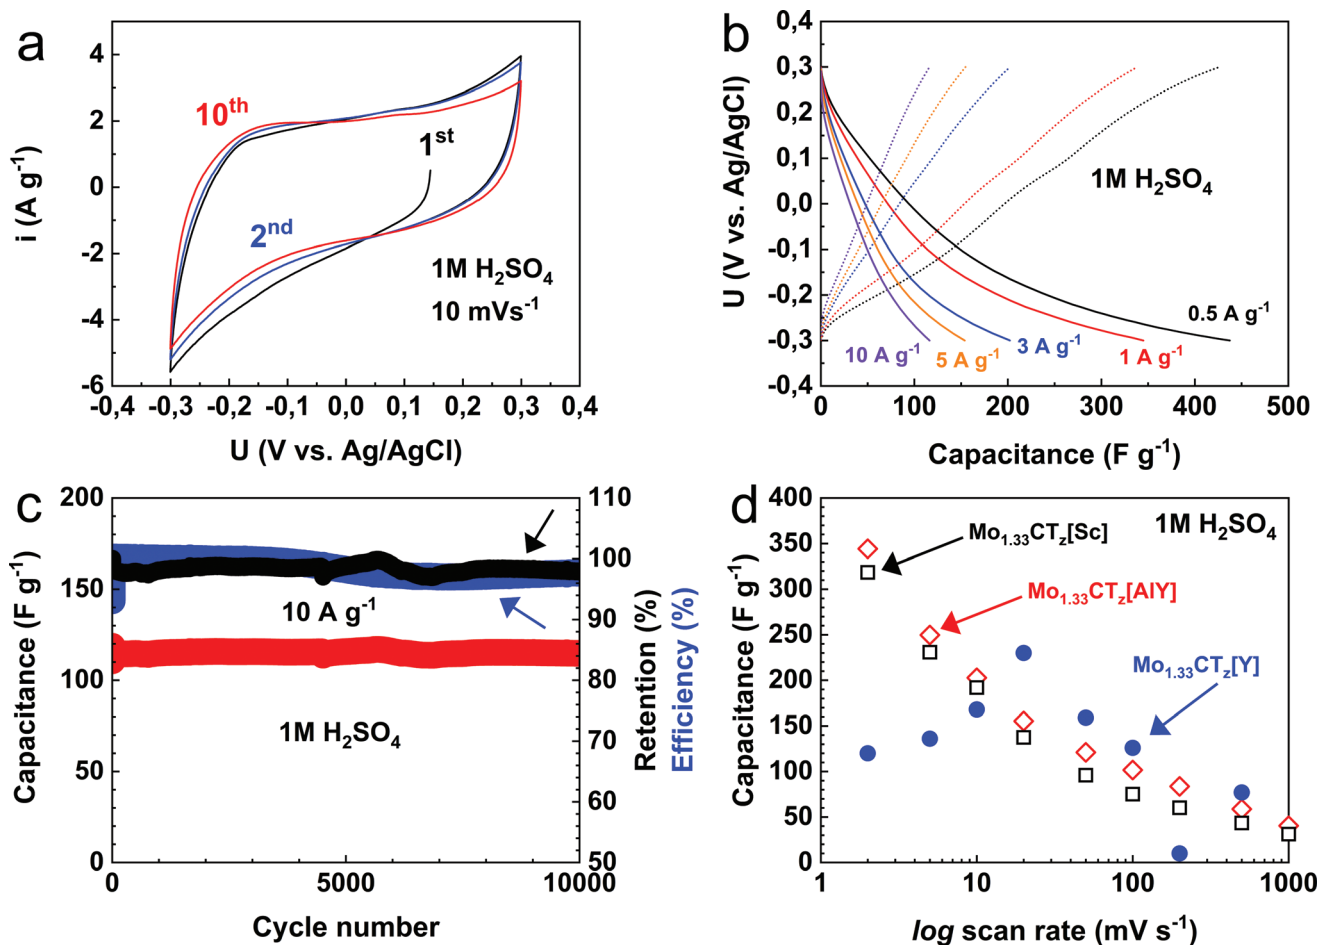 a
4
2
0
-2
-4
-6
i (A g-1)
10th
1st
2nd
1M H2SO4
10 mVs-1
-0,4 -0,3 -0,2 -0,1 0,0 0,1 0,2 0,3 0,4
U (V vs. Ag/AgCl)
b
0,4
0,3
0,2
0,1
0,0
-0,1
-0,2
-0,3
-0,4
U (V vs. Ag/AgCl)
1M H2SO4
0.5 A g-1
10 A g-1
5 A g-1
3 A g-1
1 A g-1
0 100 200 300 400 500
Capacitance (F g-1)
c
200
150
100
50
0
Capacitance (F g-1)
110
100
90
80
70
60
50
Retention (%)
Efficiency (%)
10 A g-1
1M H2SO4
0 5000 10000
Cycle number
d
400
350
300
250
200
150
100
50
0
Capacitance (F g-1)
1M H2SO4
Mo1.33CTz[Sc]
Mo1.33CTz[AlY]
Mo1.33CTz[Y]
1 10 100 1000
log scan rate (mV s-1)